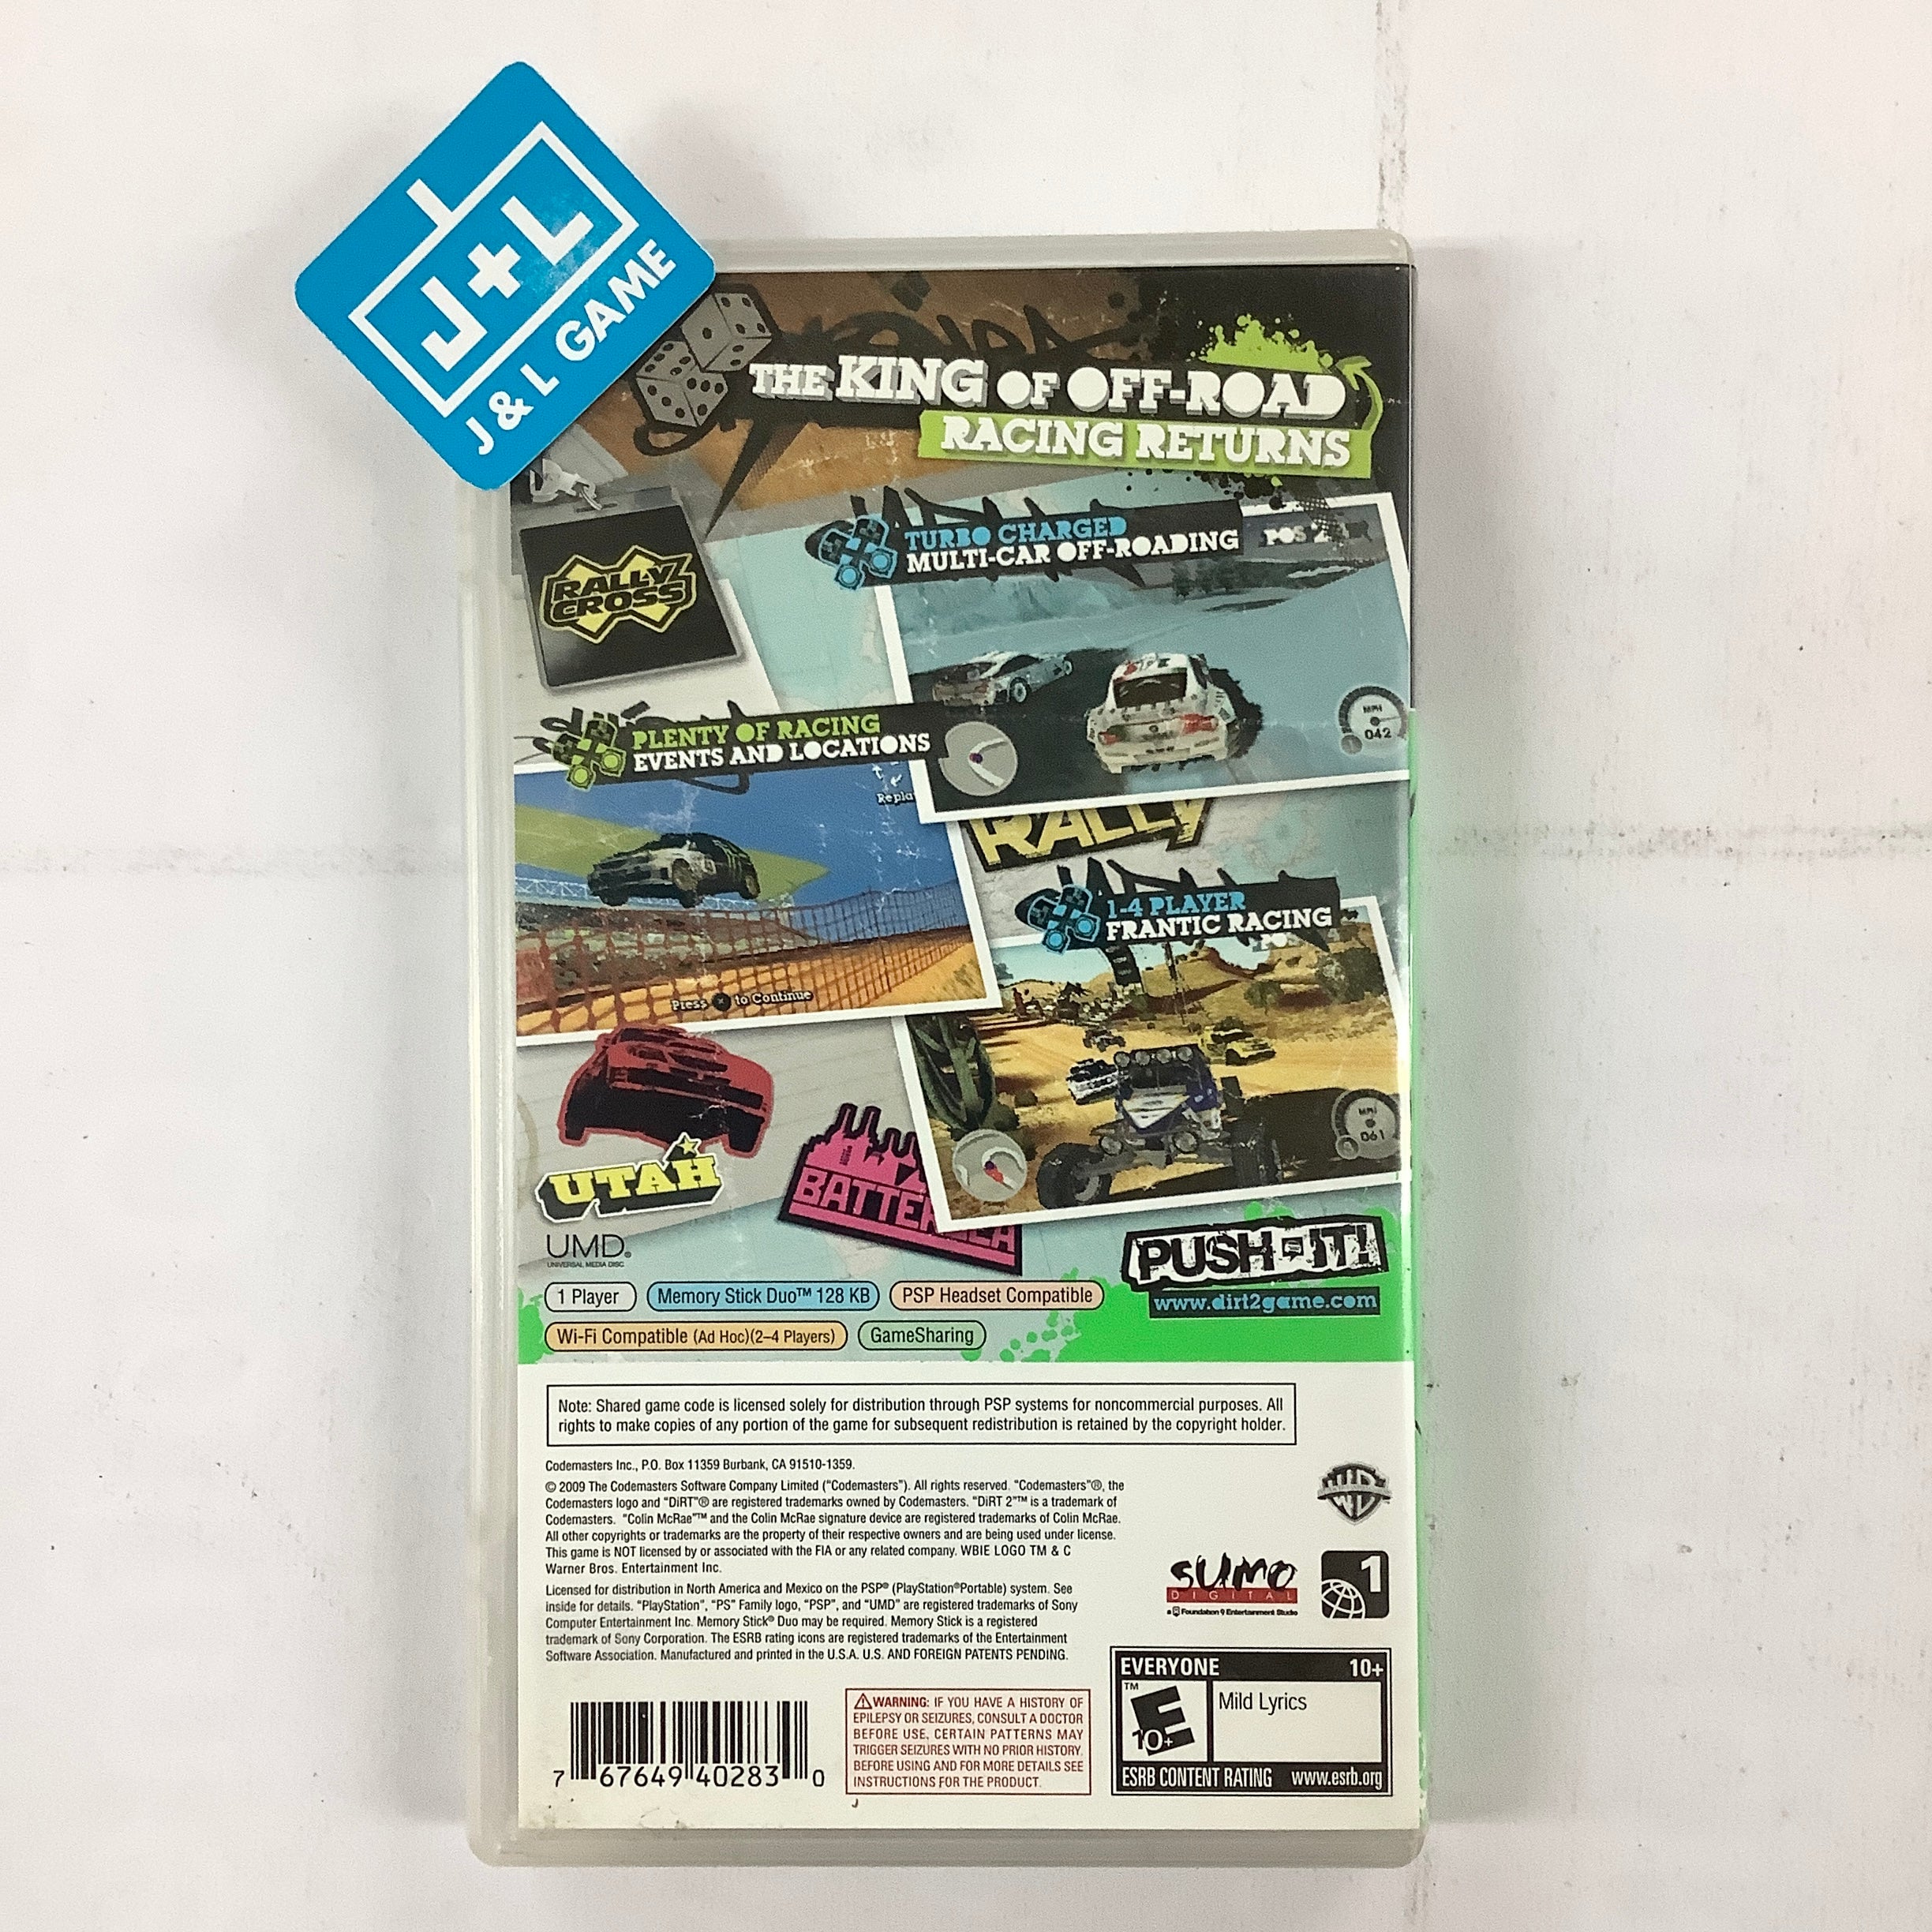 J+L
J & L GAME
THE KING OF OFF-ROAD
RACING RETURNS
TURBO CHARGED
MULTI-CAR OFF-ROADING
POS 2
RALLY
CROSS
MPH
042
PLENTY OF RACING
EVENTS AND LOCATIONS
Repla
RALLY
1-4 PLAYER
FRANTIC RACING
Press × to Continue
MPH
061
UTAH
BATTER
EA
PUSH IT!
www.dirt2game.com
UMD®
UNIVERSAL MEDIA DISC
1 Player
Memory Stick Duo™ 128 KB
PSP Headset Compatible
Wi-Fi Compatible (Ad Hoc)(2–4 Players)
GameSharing
Note: Shared game code is licensed solely for distribution through PSP systems for noncommercial purposes. All
rights to make copies of any portion of the game for subsequent redistribution is retained by the copyright holder.
Codemasters Inc., P.O. Box 11359 Burbank, CA 91510-1359.
© 2009 The Codemasters Software Company Limited (“Codemasters”). All rights reserved. “Codemasters”®, the
Codemasters logo and “DiRT”® are registered trademarks owned by Codemasters. “DiRT 2”™ is a trademark of
Codemasters. “Colin McRae”™ and the Colin McRae signature device are registered trademarks of Colin McRae.
All other copyrights or trademarks are the property of their respective owners and are being used under license.
This game is NOT licensed by or associated with the FIA or any related company. WBIE LOGO TM & C
Warner Bros. Entertainment Inc.
Licensed for distribution in North America and Mexico on the PSP® (PlayStation®Portable) system. See
inside for details. “PlayStation”, “PS” Family logo, “PSP”, and “UMD” are registered trademarks of Sony
Computer Entertainment Inc. Memory Stick® Duo may be required. Memory Stick is a registered
trademark of Sony Corporation. The ESRB rating icons are registered trademarks of the Entertainment
Software Association. Manufactured and printed in the U.S.A. U.S. AND FOREIGN PATENTS PENDING.
WB
SUMO
DIGITAL
a Foundation 9 Entertainment Studio
1
7 67649 40283 0
WARNING: IF YOU HAVE A HISTORY OF
EPILEPSY OR SEIZURES, CONSULT A DOCTOR
BEFORE USE. CERTAIN PATTERNS MAY
TRIGGER SEIZURES WITH NO PRIOR HISTORY.
BEFORE USING AND FOR MORE DETAILS SEE
INSTRUCTIONS FOR THE PRODUCT.
EVERYONE 10+
™
E
10+
Mild Lyrics
ESRB CONTENT RATING www.esrb.org